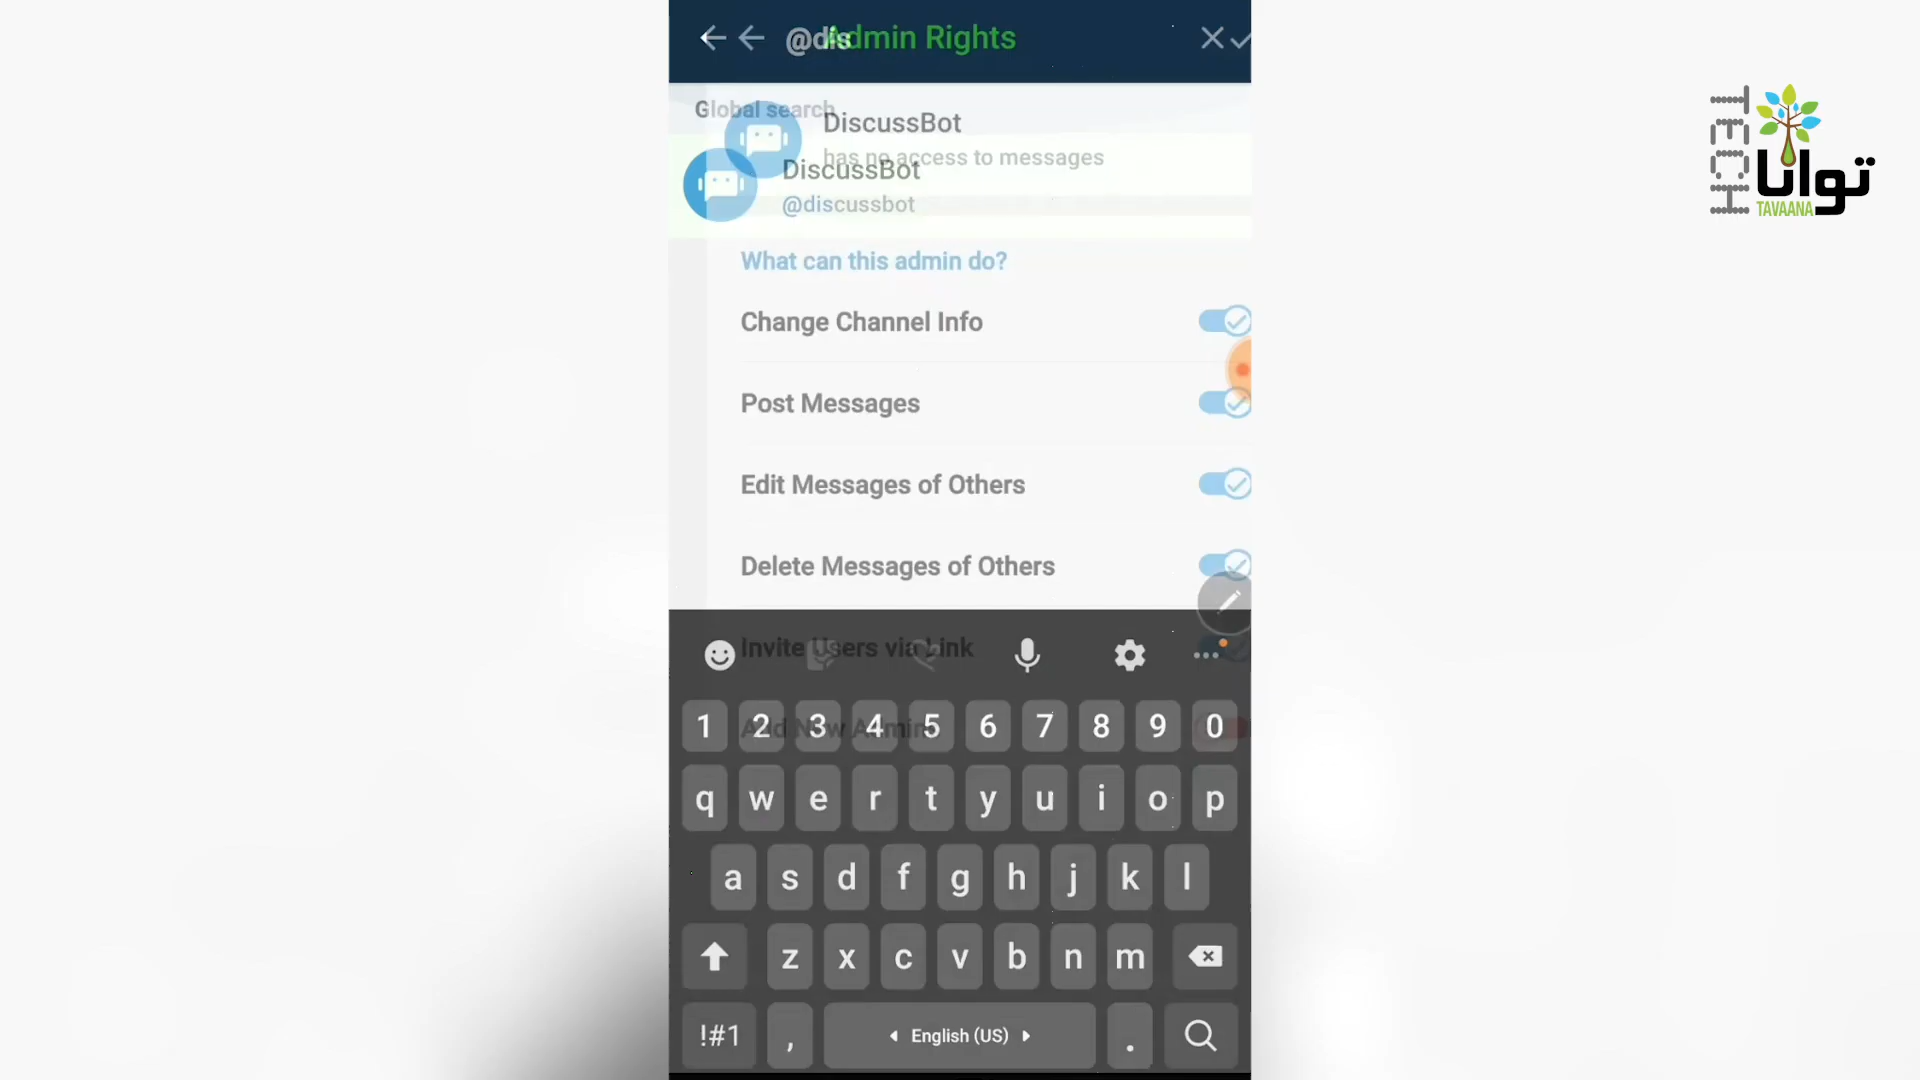 @dis
Admin Rights
Global search
DiscussBot
has no access to messages
DiscussBot
@discussbot
What can this admin do?
Change Channel Info
Post Messages
Edit Messages of Others
Delete Messages of Others
Invite Users via Link
Add New Admins
1 2 3 4 5 6 7 8 9 0
q w e r t y u i o p
a s d f g h j k l
z x c v b n m
!#1 , English (US) .
TECH
توانا
TAVAANA